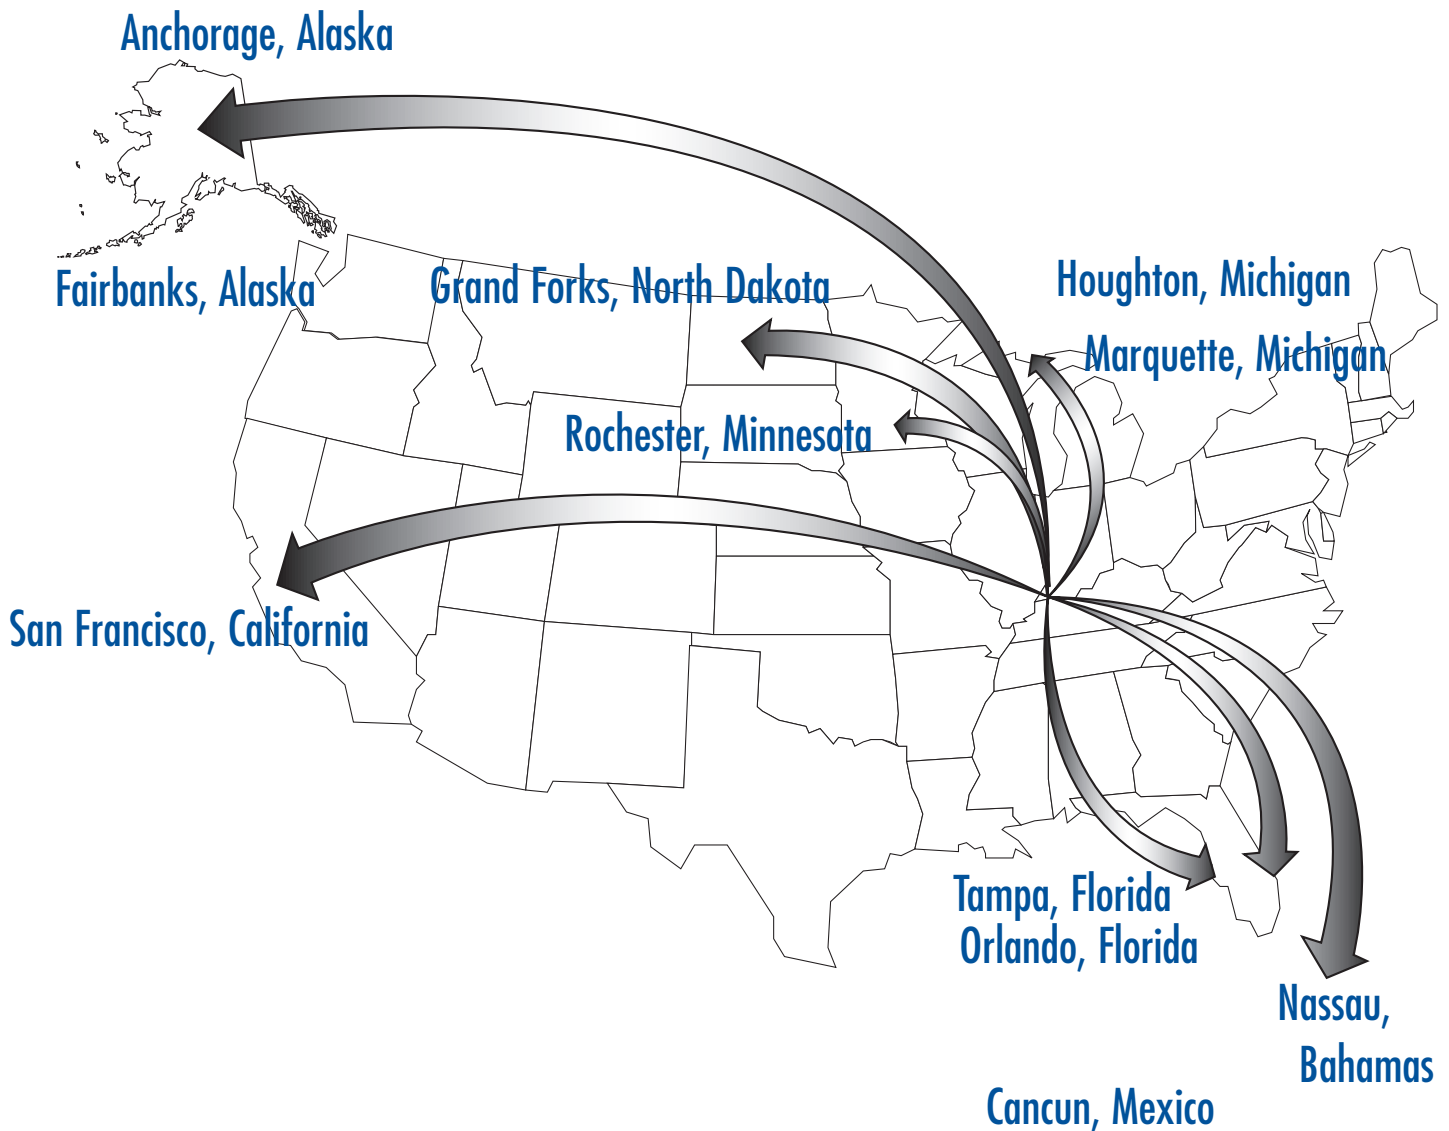 Anchorage, Alaska
Fairbanks, Alaska
Grand Forks, North Dakota
Houghton, Michigan
Marquette, Michigan
Rochester, Minnesota
San Francisco, California
Tampa, Florida
Orlando, Florida
Nassau,
Bahamas
Cancun, Mexico